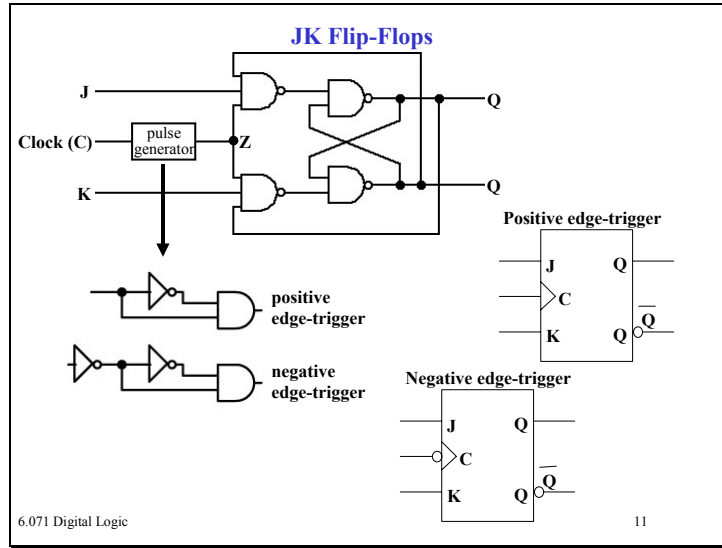 JK Flip-Flops
J
Q
Clock (C)
pulse
generator
Z
K
Q
positive
edge-trigger
negative
edge-trigger
Positive edge-trigger
J
Q
C
Q̅
K
Q
Negative edge-trigger
J
Q
C
Q̅
K
Q
6.071 Digital Logic
11